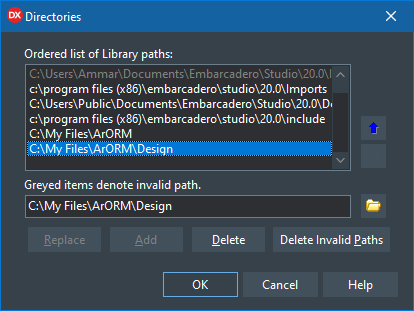 DX Directories
Ordered list of Library paths:
C:\Users\Ammar\Documents\Embarcadero\Studio\20.0\I
c:\program files (x86)\embarcadero\studio\20.0\Imports
C:\Users\Public\Documents\Embarcadero\Studio\20.0\D
c:\program files (x86)\embarcadero\studio\20.0\include
C:\My Files\ArORM
C:\My Files\ArORM\Design
Greyed items denote invalid path.
C:\My Files\ArORM\Design
Replace Add Delete Delete Invalid Paths
OK Cancel Help